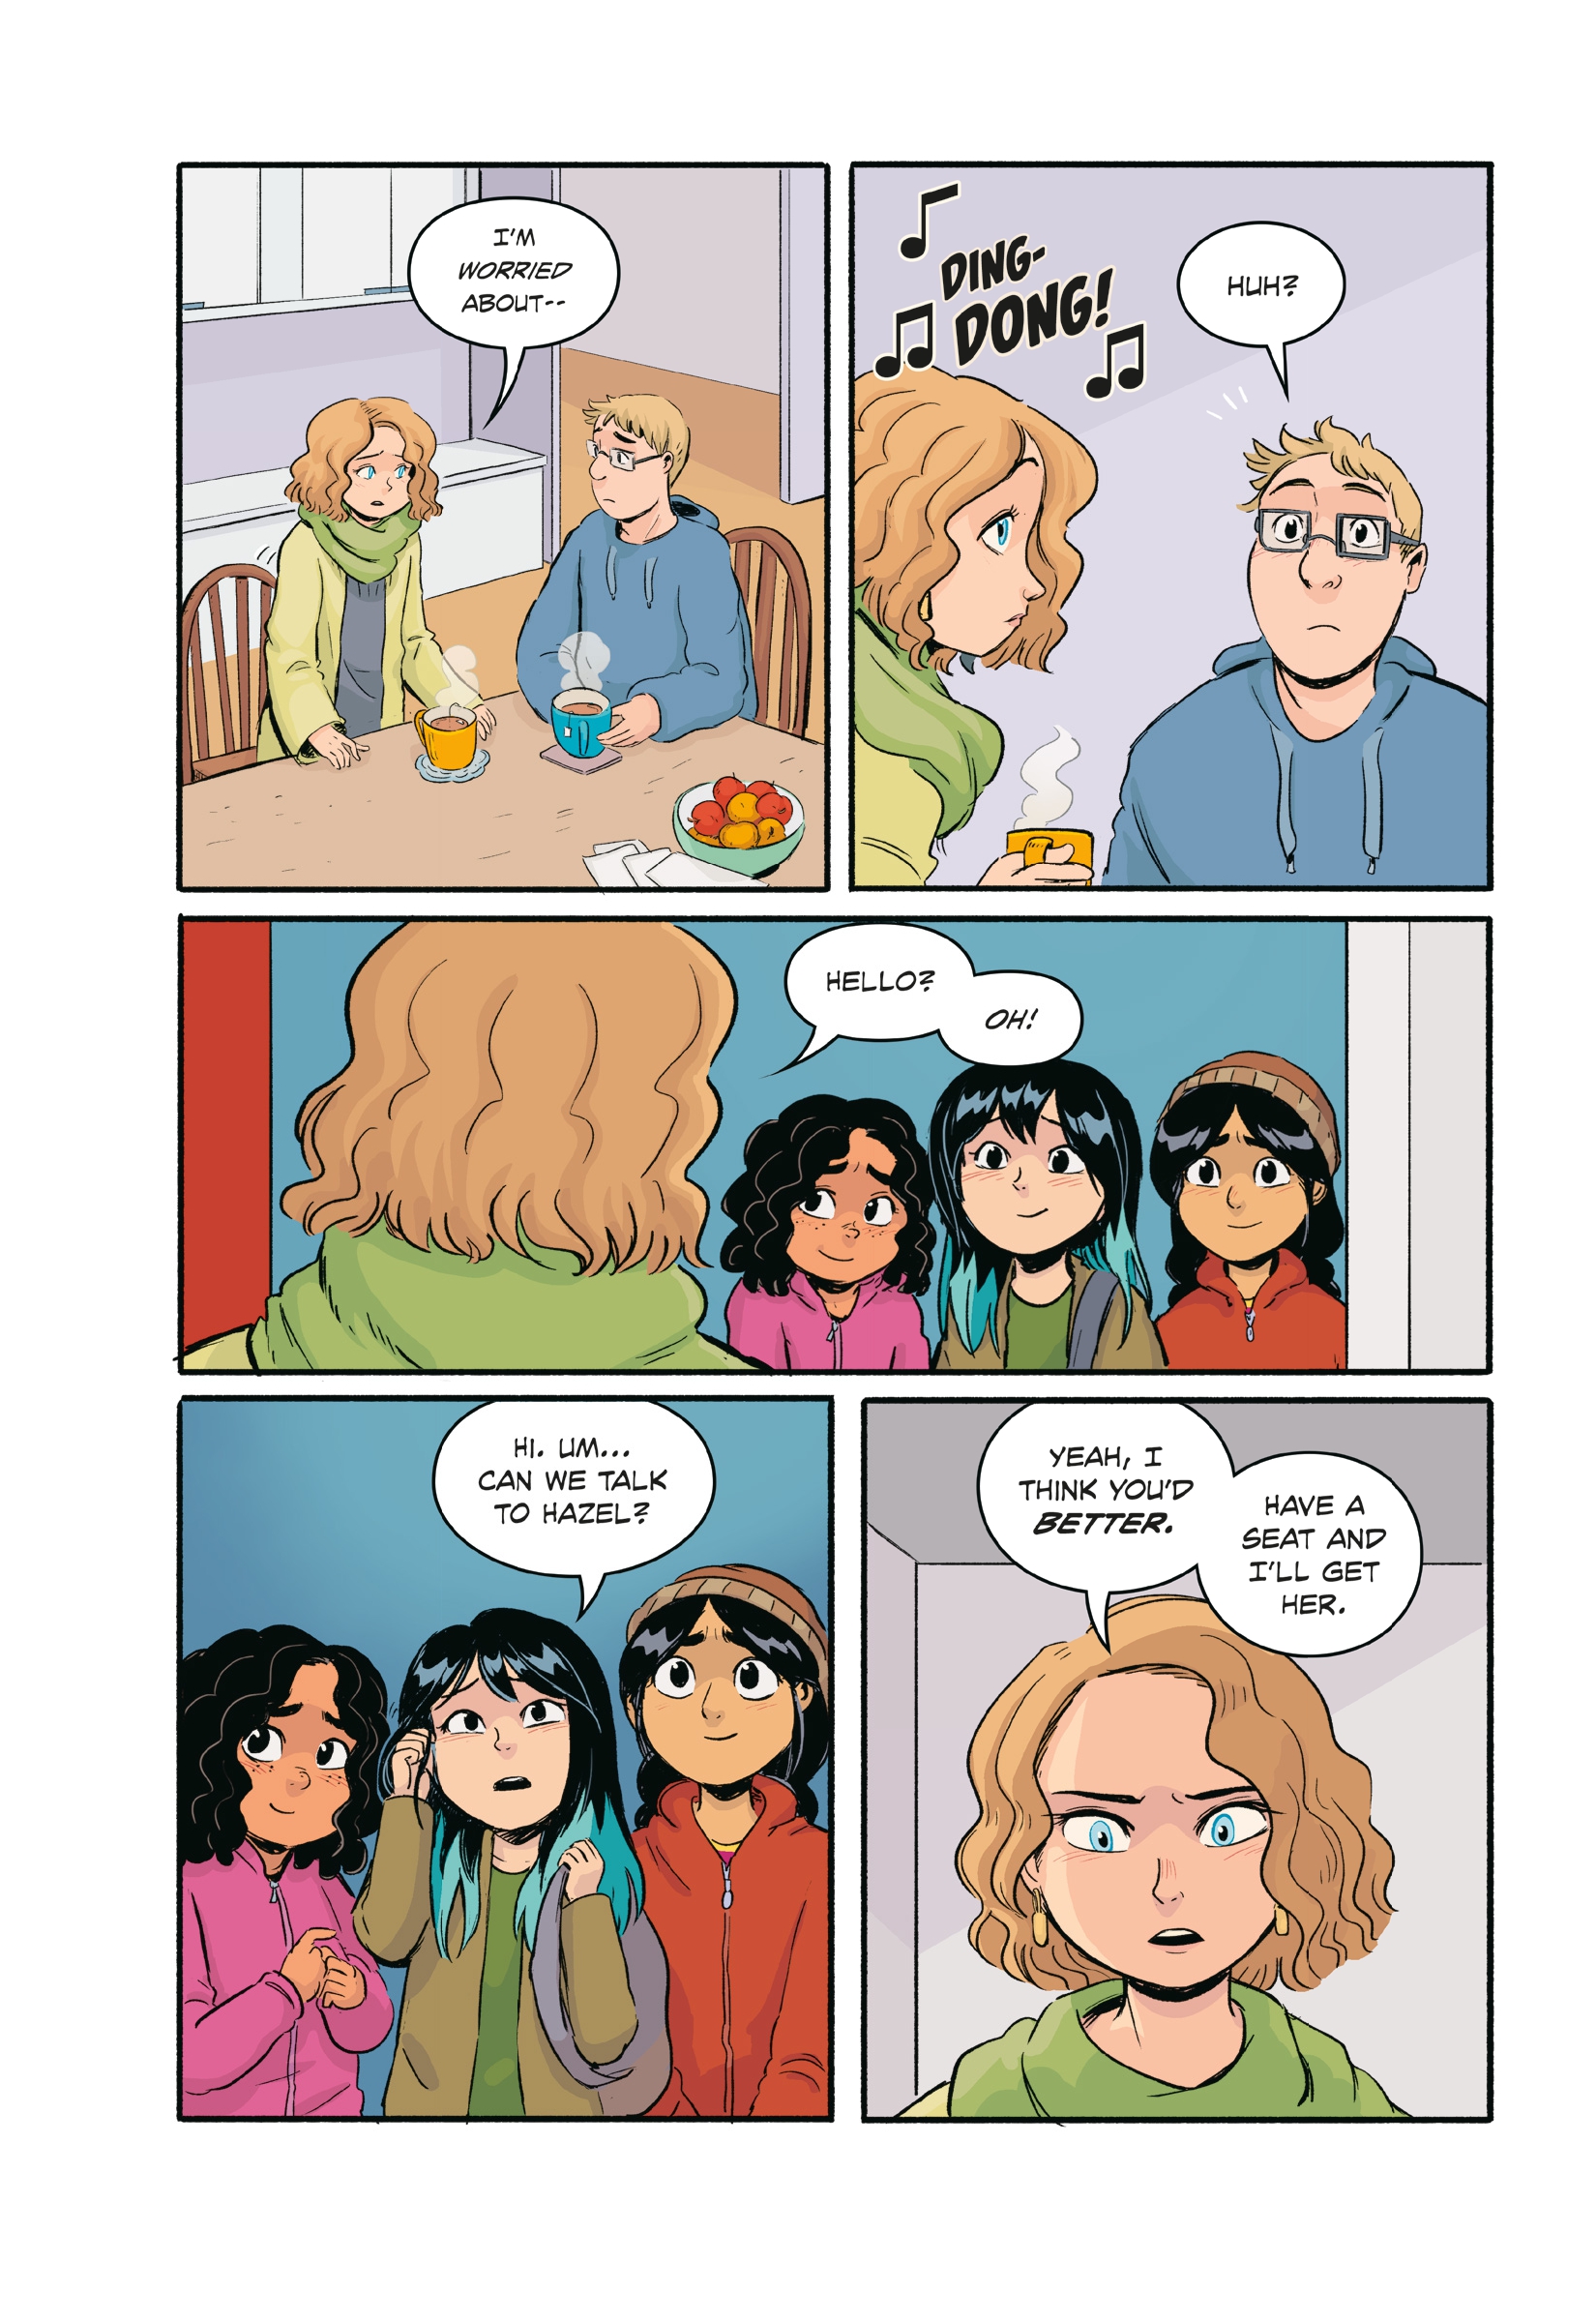 I'M
WORRIED
ABOUT--
DING-
DONG!
HUH?
HELLO?
OH!
HI. UM...
CAN WE TALK
TO HAZEL?
YEAH, I
THINK YOU'D
BETTER.
HAVE A
SEAT AND
I'LL GET
HER.